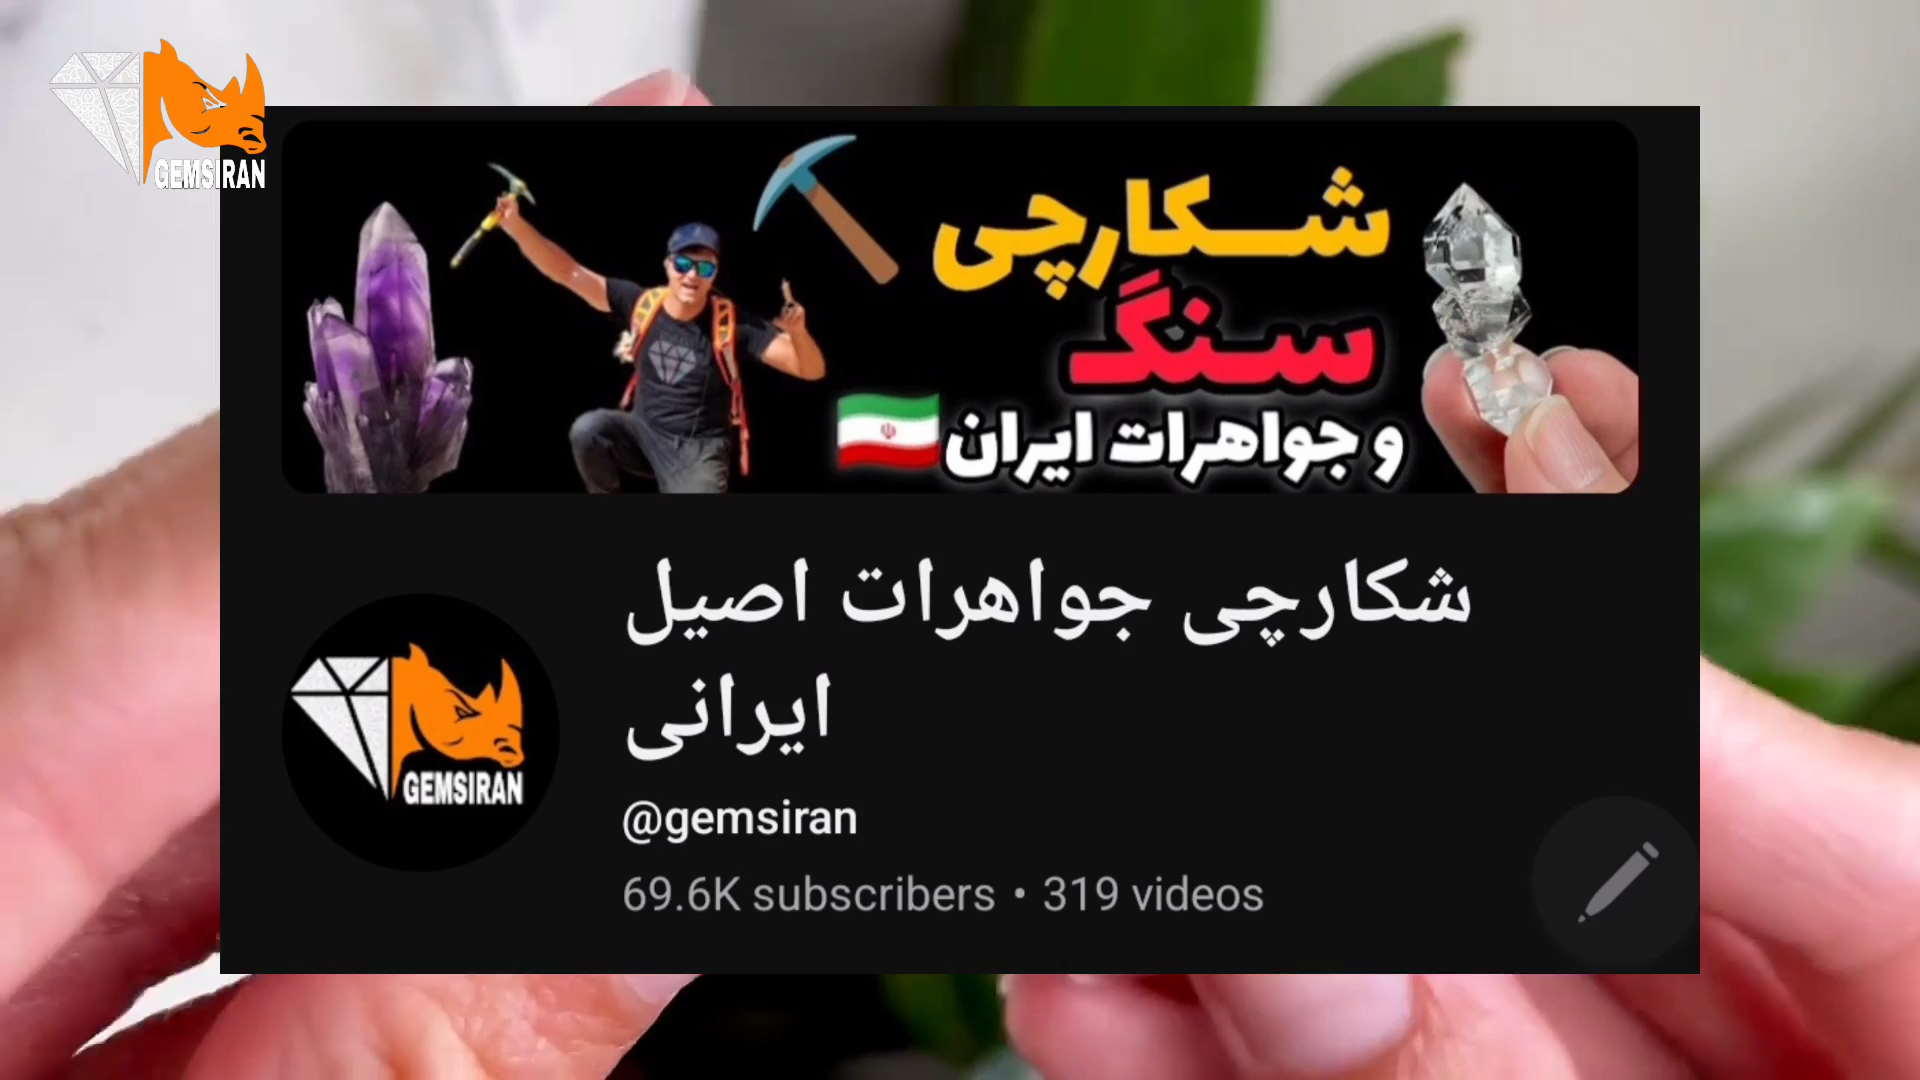 GEMSIRAN
شکارچی
سنگ
و جواهرات ایران
شکارچی جواهرات اصیل
ایرانی
GEMSIRAN
@gemsiran
69.6K subscribers • 319 videos